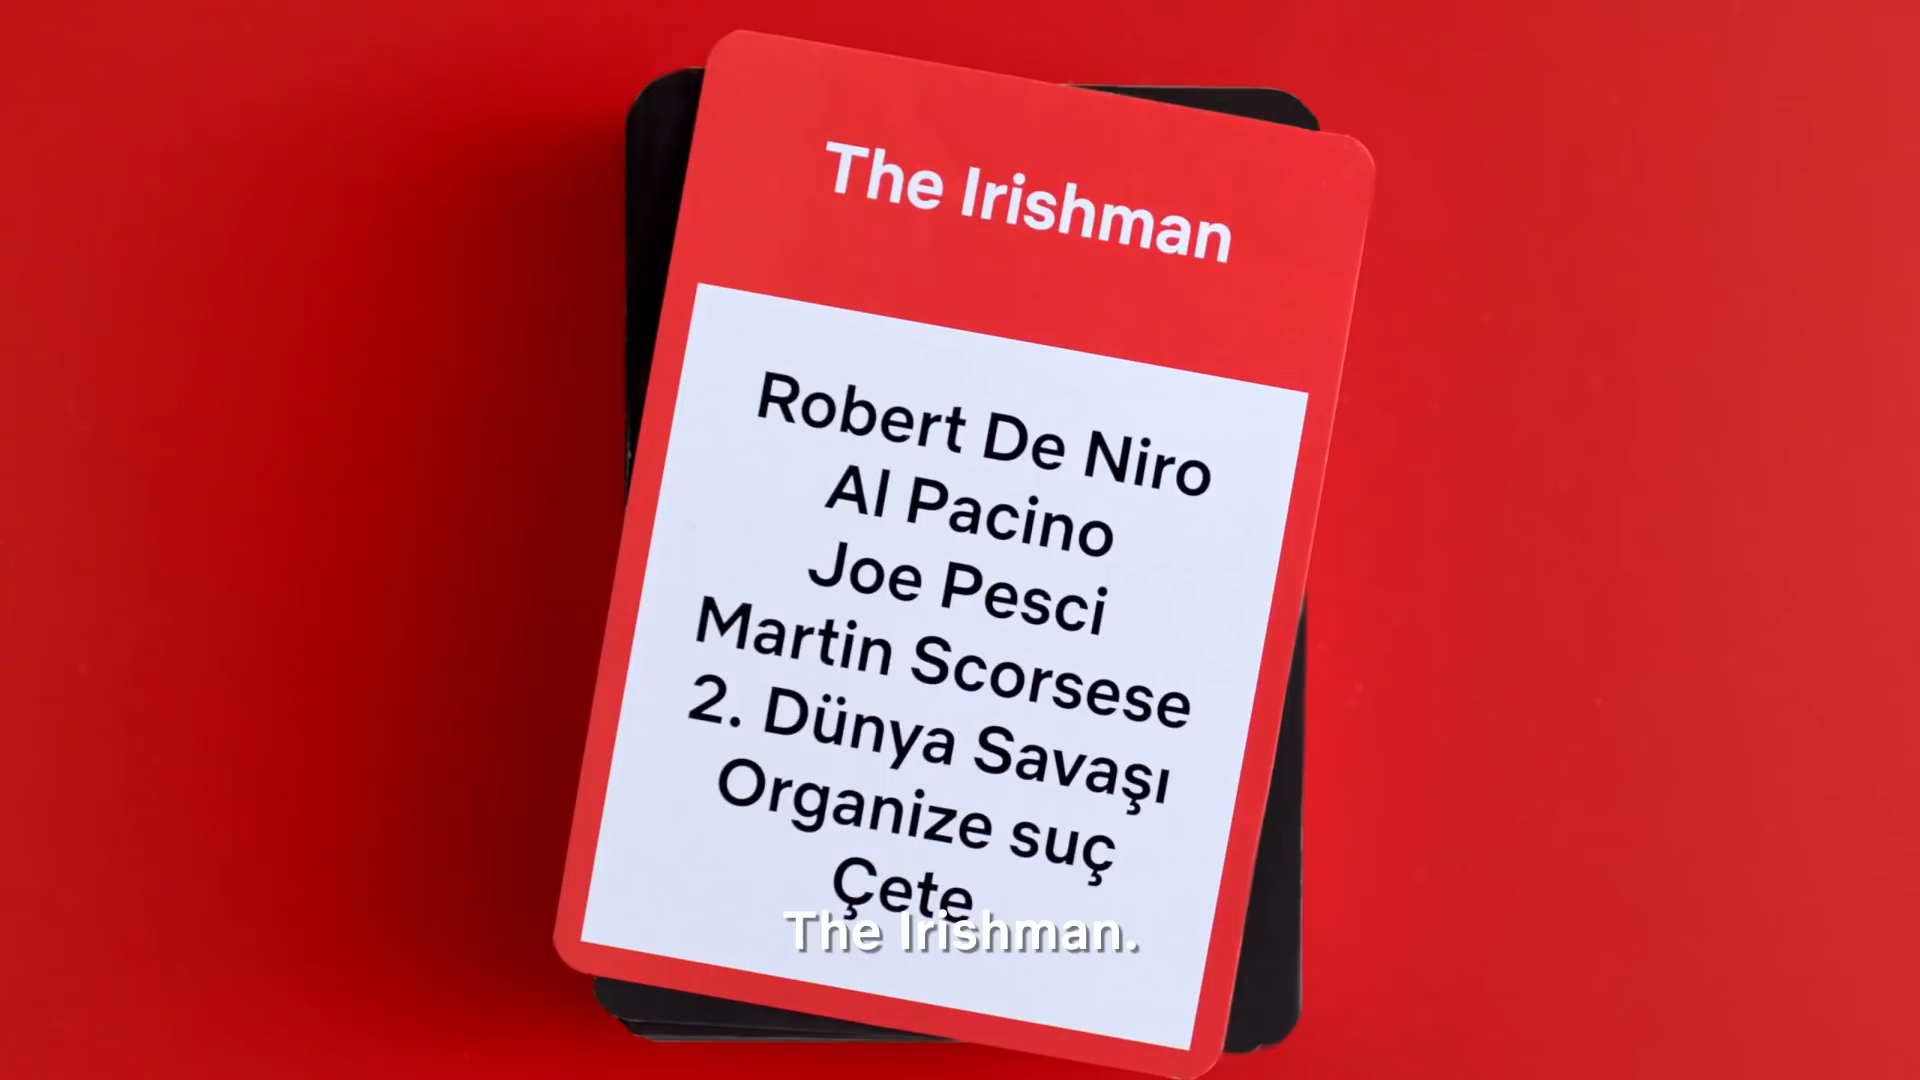 The Irishman
Robert De Niro
Al Pacino
Joe Pesci
Martin Scorsese
2. Dünya Savaşı
Organize suç
Çete
The Irishman.